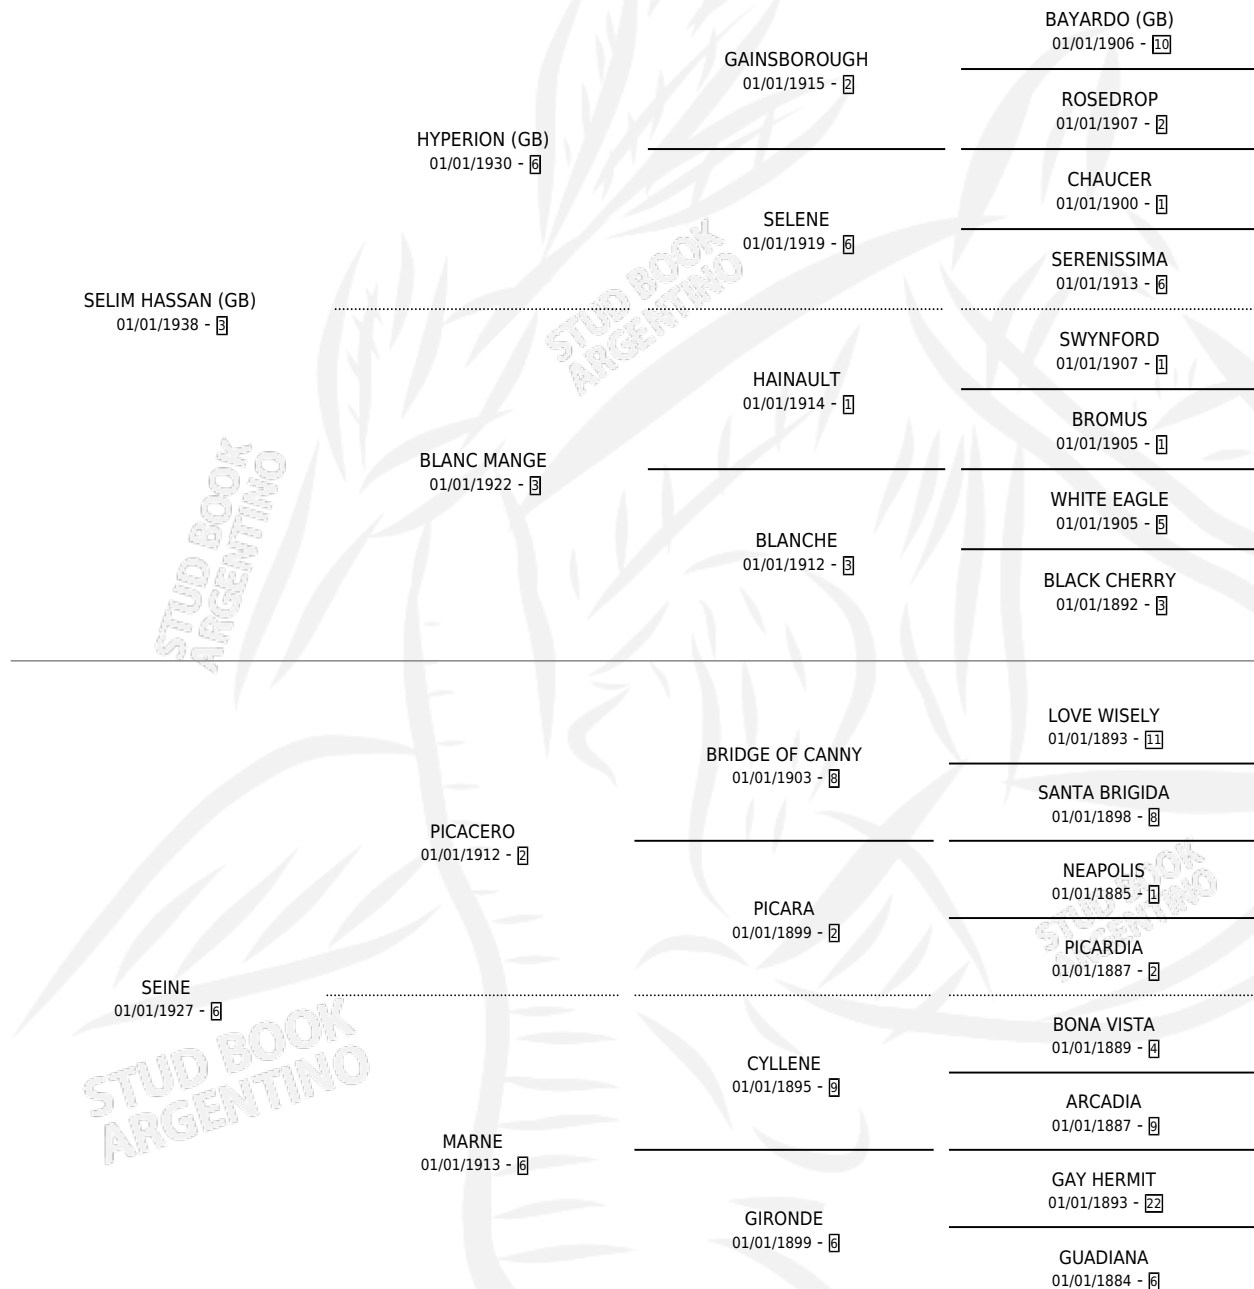 BAYARDO (GB)
01/01/1906 - 10
GAINSBOROUGH
01/01/1915 - 2
ROSEDROP
01/01/1907 - 2
HYPERION (GB)
01/01/1930 - 6
CHAUCER
01/01/1900 - 1
SELENE
01/01/1919 - 6
SERENISSIMA
01/01/1913 - 6
SELIM HASSAN (GB)
01/01/1938 - 3
SWYNFORD
01/01/1907 - 1
HAINAULT
01/01/1914 - 1
BROMUS
01/01/1905 - 1
BLANC MANGE
01/01/1922 - 3
WHITE EAGLE
01/01/1905 - 5
BLANCHE
01/01/1912 - 3
BLACK CHERRY
01/01/1892 - 3
LOVE WISELY
01/01/1893 - 11
BRIDGE OF CANNY
01/01/1903 - 8
SANTA BRIGIDA
01/01/1898 - 8
PICACERO
01/01/1912 - 2
NEAPOLIS
01/01/1885 - 1
PICARA
01/01/1899 - 2
PICARDIA
01/01/1887 - 2
SEINE
01/01/1927 - 6
BONA VISTA
01/01/1889 - 4
CYLLENE
01/01/1895 - 9
ARCADIA
01/01/1887 - 9
MARNE
01/01/1913 - 6
GAY HERMIT
01/01/1893 - 22
GIRONDE
01/01/1899 - 6
GUADIANA
01/01/1884 - 6
STUD BOOK
ARGENTINO
STUD BOOK
ARGENTINO
STUD BOOK
ARGENTINO
STUD BOOK
ARGENTINO